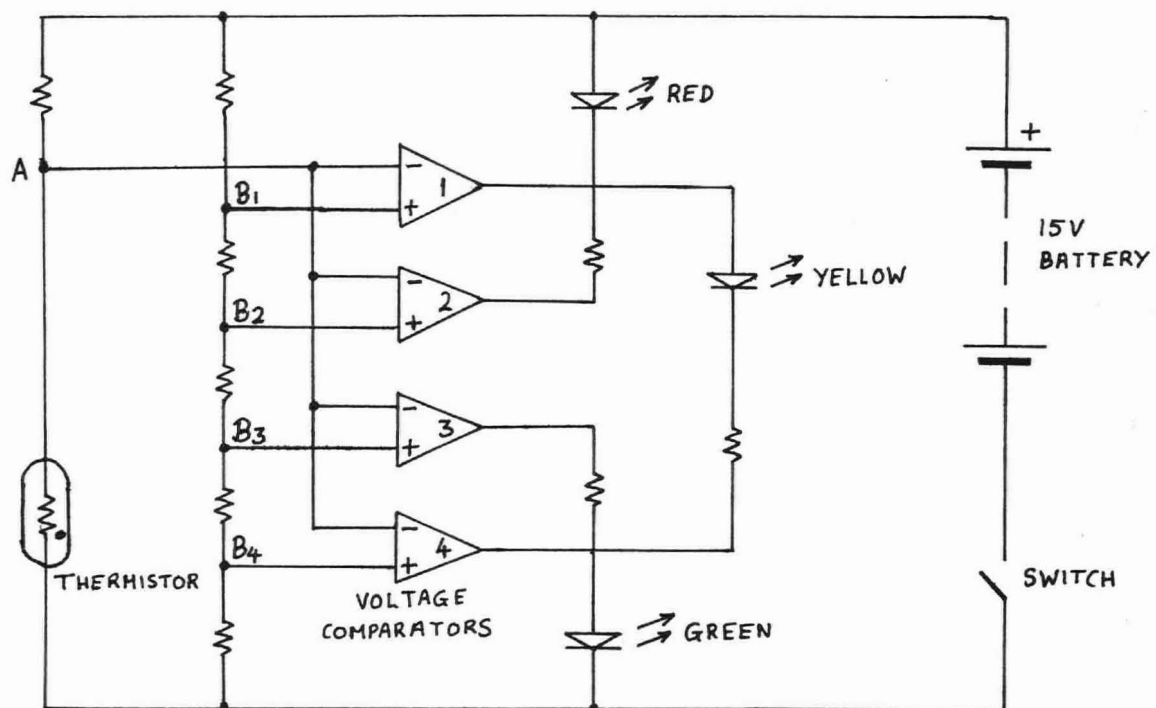 RED
+
A
-
1
B1
+
15V
BATTERY
-
YELLOW
2
B2
+
-
3
B3
+
-
4
B4
+
THERMISTOR
VOLTAGE
COMPARATORS
SWITCH
GREEN